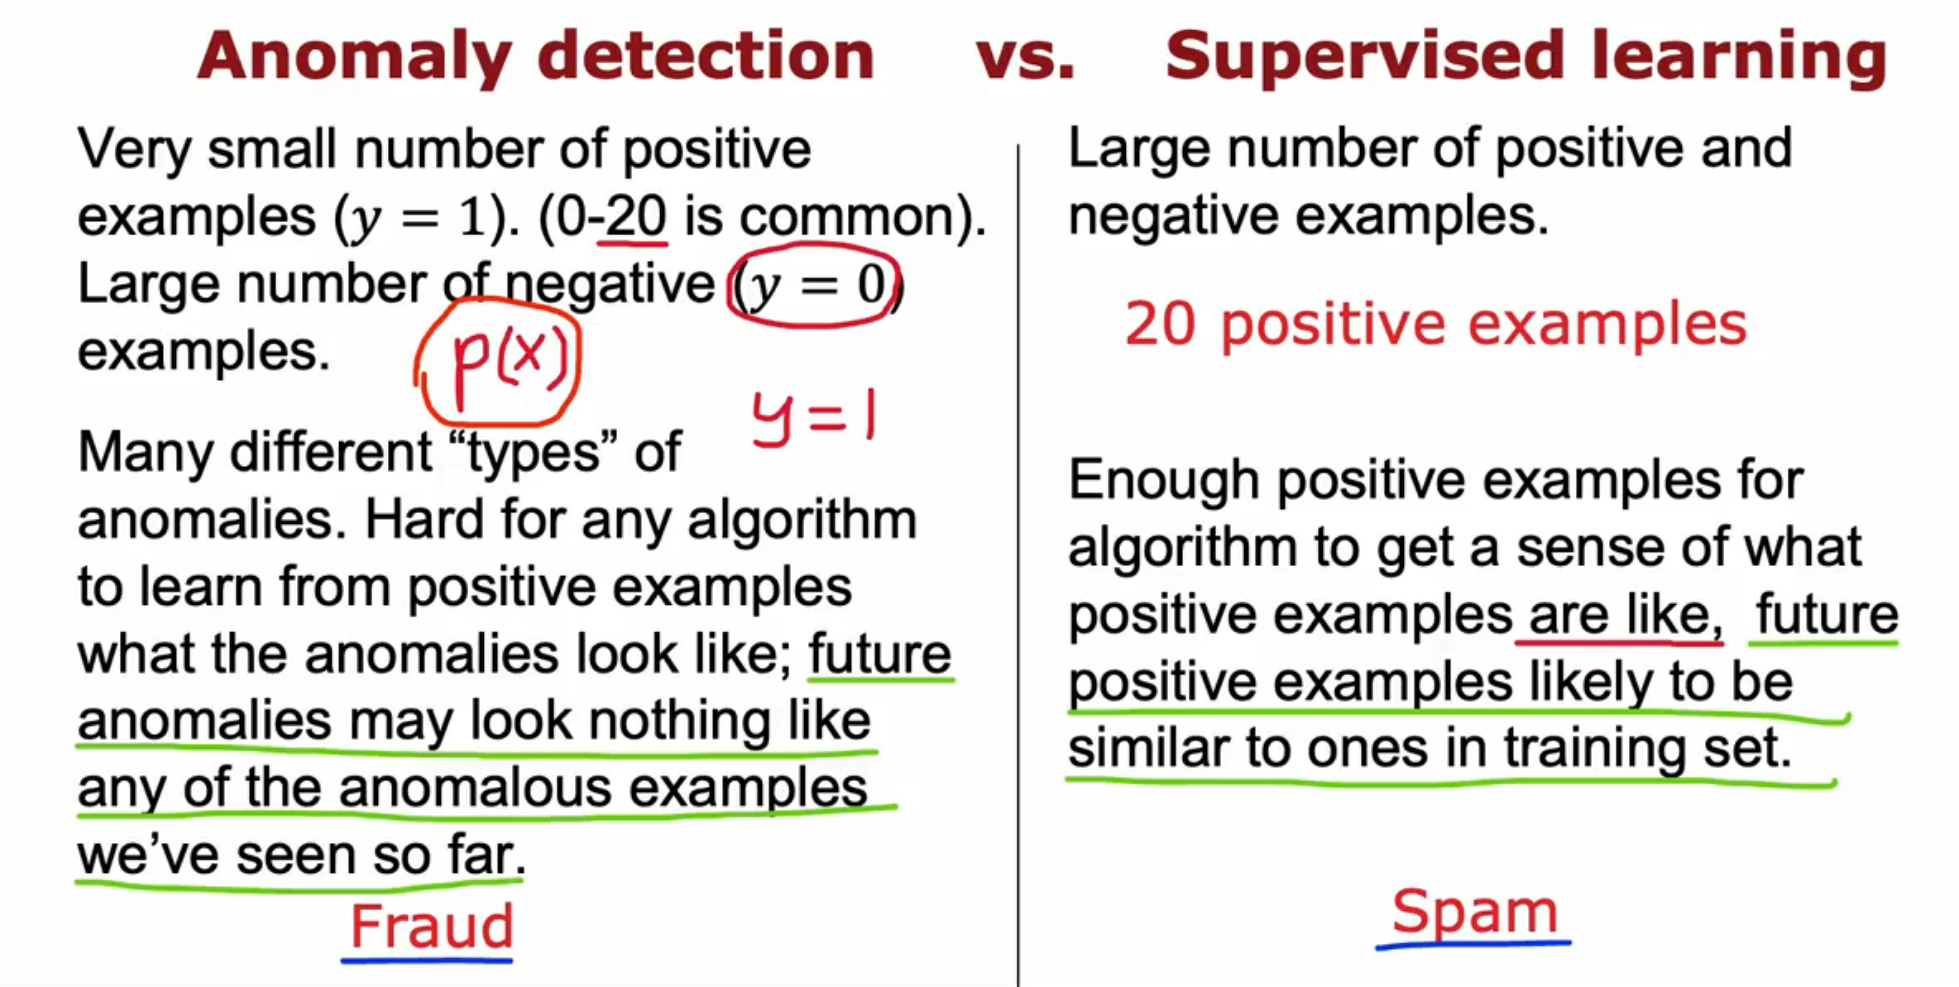 Anomaly detection vs. Supervised learning
Very small number of positive
examples (y = 1). (0-20 is common).
Large number of negative (y = 0)
examples.
p(x)
y=1
Many different “types” of
anomalies. Hard for any algorithm
to learn from positive examples
what the anomalies look like; future
anomalies may look nothing like
any of the anomalous examples
we’ve seen so far.
Fraud
Large number of positive and
negative examples.
20 positive examples
Enough positive examples for
algorithm to get a sense of what
positive examples are like, future
positive examples likely to be
similar to ones in training set.
Spam